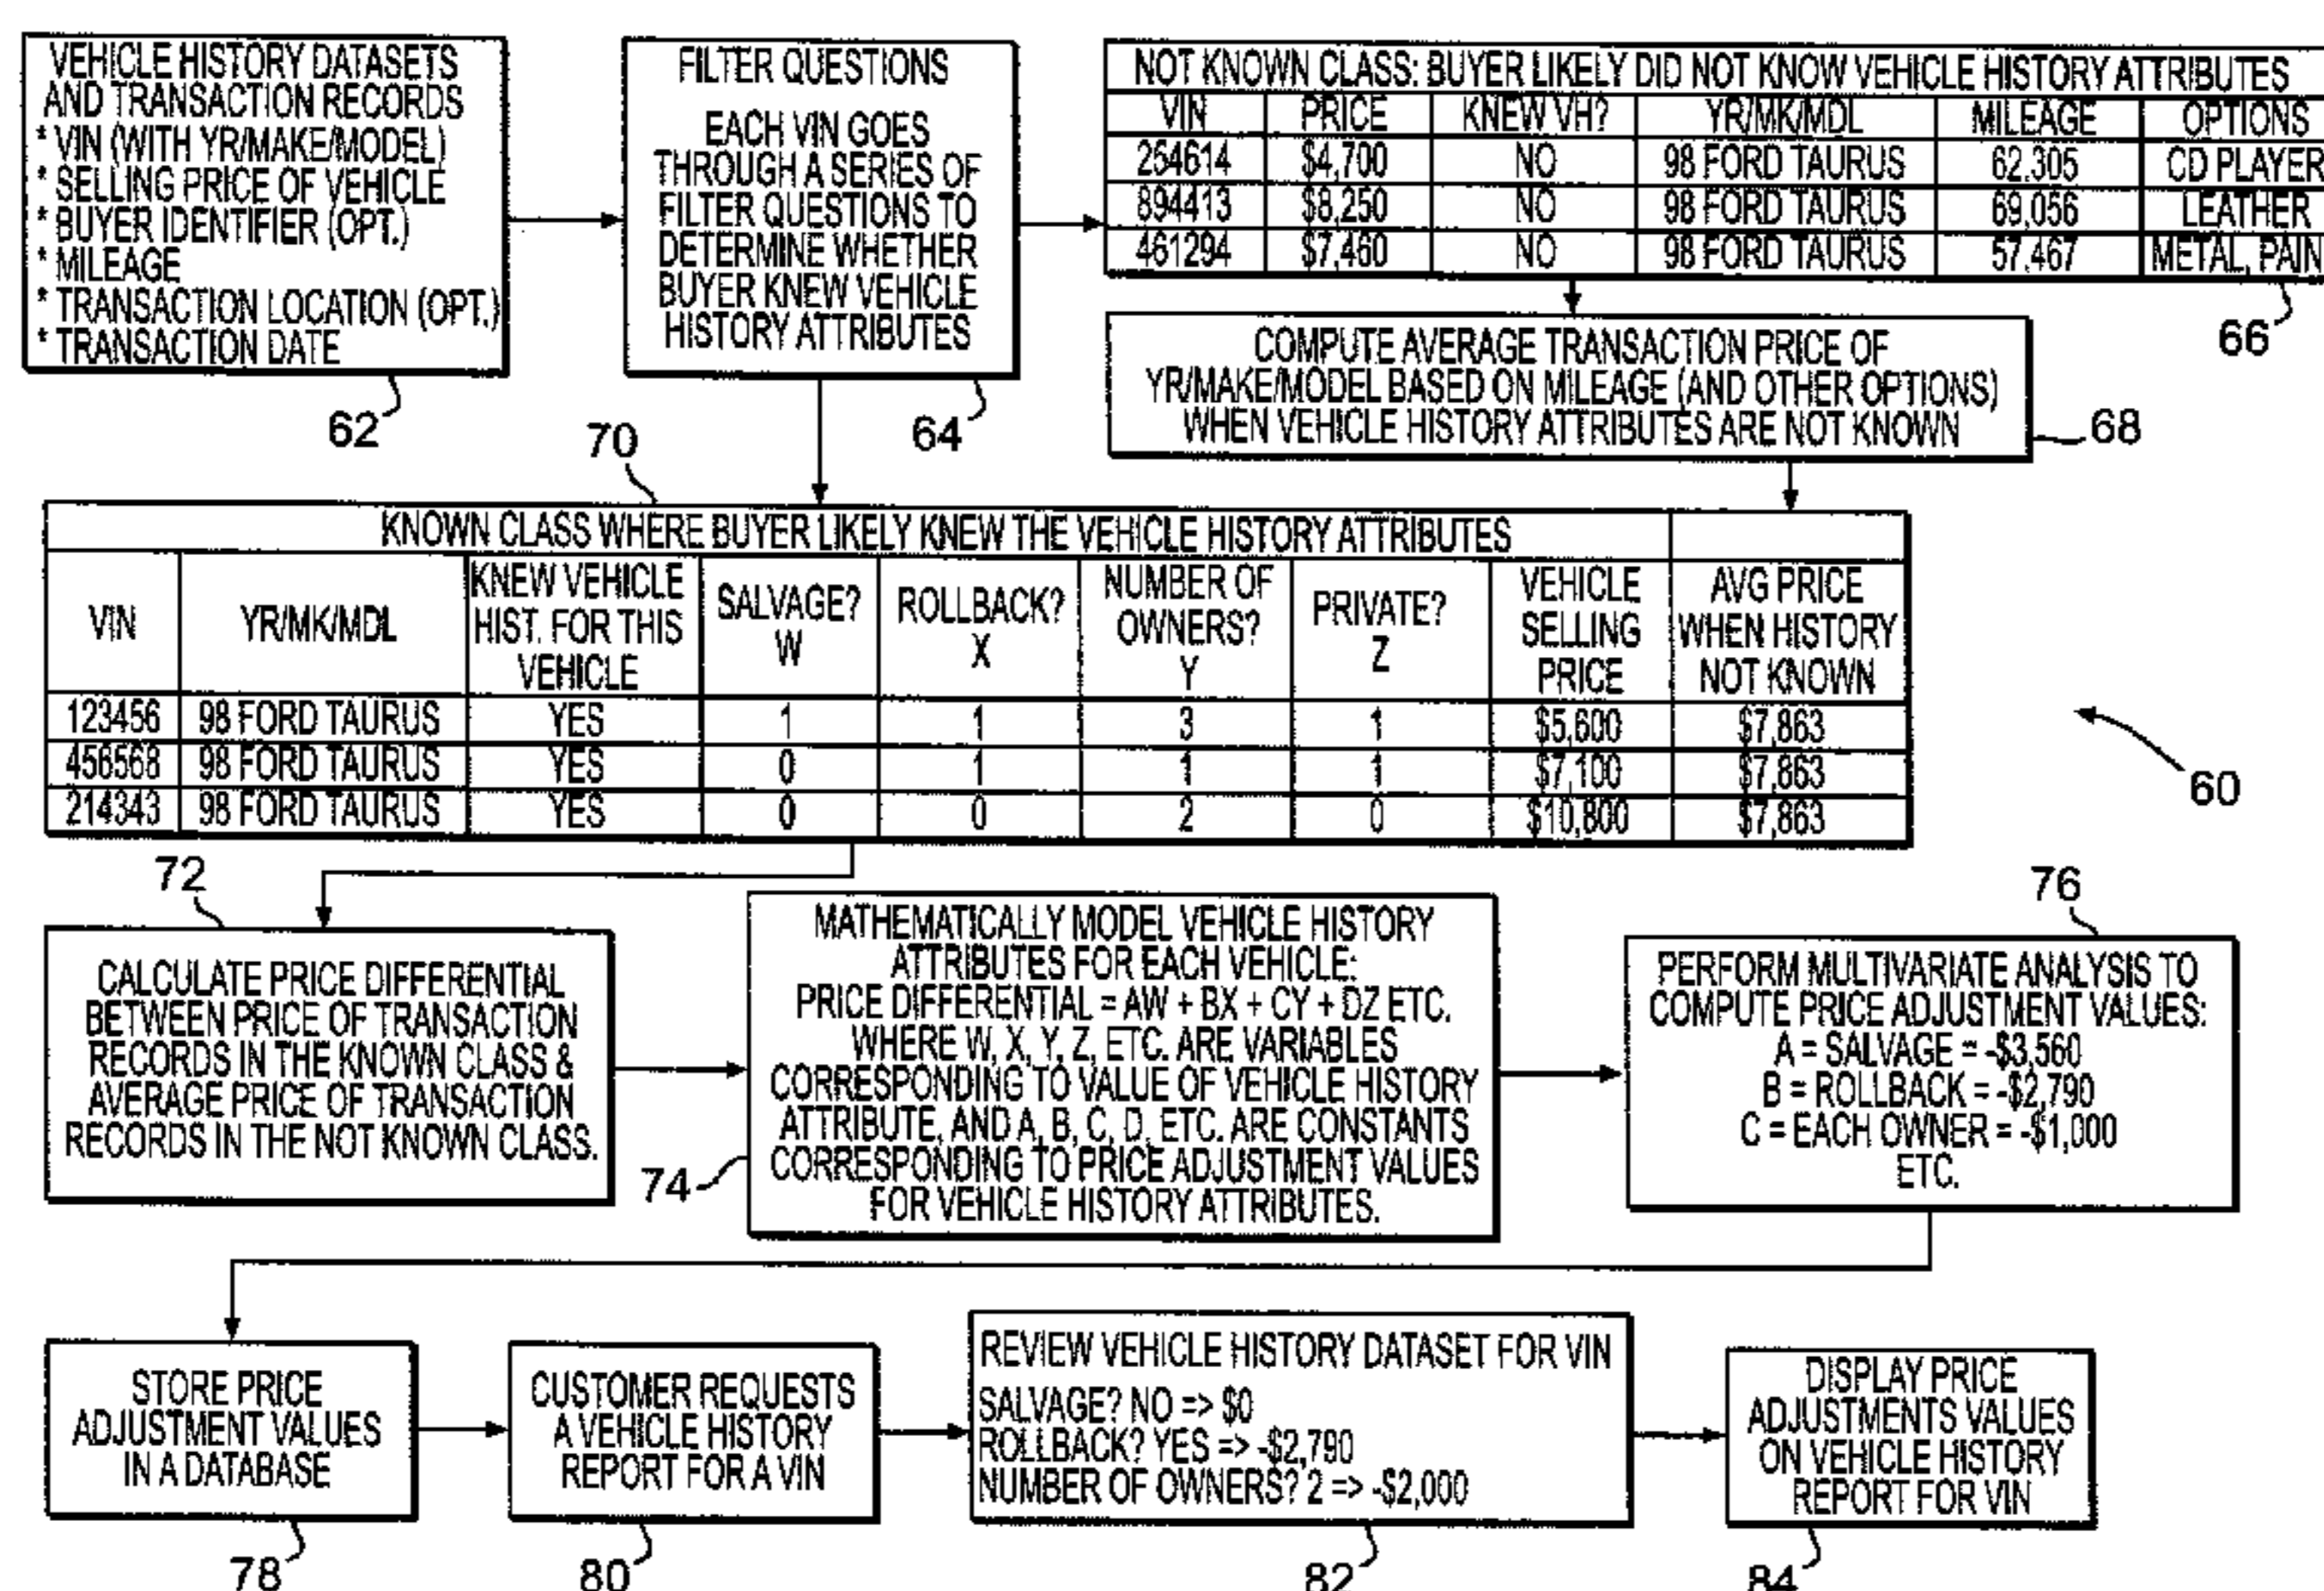 VEHICLE HISTORY DATASETS
AND TRANSACTION RECORDS
* VIN (WITH YR/MAKE/MODEL)
* SELLING PRICE OF VEHICLE
* BUYER IDENTIFIER (OPT.)
* MILEAGE
* TRANSACTION LOCATION (OPT.)
* TRANSACTION DATE
62
FILTER QUESTIONS
EACH VIN GOES
THROUGH A SERIES OF
FILTER QUESTIONS TO
DETERMINE WHETHER
BUYER KNEW VEHICLE
HISTORY ATTRIBUTES
64
NOT KNOWN CLASS: BUYER LIKELY DID NOT KNOW VEHICLE HISTORY ATTRIBUTES
VIN PRICE KNEW VH? YR/MK/MDL MILEAGE OPTIONS
254614 $4,700 NO 98 FORD TAURUS 62,305 CD PLAYER
894413 $8,250 NO 98 FORD TAURUS 69,056 LEATHER
461294 $7,460 NO 98 FORD TAURUS 57,467 METAL, PAIN
66
COMPUTE AVERAGE TRANSACTION PRICE OF
YR/MAKE/MODEL BASED ON MILEAGE (AND OTHER OPTIONS)
WHEN VEHICLE HISTORY ATTRIBUTES ARE NOT KNOWN
68
70
KNOWN CLASS WHERE BUYER LIKELY KNEW THE VEHICLE HISTORY ATTRIBUTES
VIN
YR/MK/MDL
KNEW VEHICLE
HIST. FOR THIS
VEHICLE
SALVAGE?
W
ROLLBACK?
X
NUMBER OF
OWNERS?
Y
PRIVATE?
Z
VEHICLE
SELLING
PRICE
AVG PRICE
WHEN HISTORY
NOT KNOWN
123456 98 FORD TAURUS YES 1 1 3 1 $5,600 $7,863
456568 98 FORD TAURUS YES 0 1 1 1 $7,100 $7,863
214343 98 FORD TAURUS YES 0 0 2 0 $10,800 $7,863
60
72
CALCULATE PRICE DIFFERENTIAL
BETWEEN PRICE OF TRANSACTION
RECORDS IN THE KNOWN CLASS &
AVERAGE PRICE OF TRANSACTION
RECORDS IN THE NOT KNOWN CLASS.
74
MATHEMATICALLY MODEL VEHICLE HISTORY
ATTRIBUTES FOR EACH VEHICLE:
PRICE DIFFERENTIAL = AW + BX + CY + DZ ETC.
WHERE W, X, Y, Z, ETC. ARE VARIABLES
CORRESPONDING TO VALUE OF VEHICLE HISTORY
ATTRIBUTE, AND A, B, C, D, ETC. ARE CONSTANTS
CORRESPONDING TO PRICE ADJUSTMENT VALUES
FOR VEHICLE HISTORY ATTRIBUTES.
76
PERFORM MULTIVARIATE ANALYSIS TO
COMPUTE PRICE ADJUSTMENT VALUES:
A = SALVAGE = -$3,560
B = ROLLBACK = -$2,790
C = EACH OWNER = -$1,000
ETC.
STORE PRICE
ADJUSTMENT VALUES
IN A DATABASE
78
CUSTOMER REQUESTS
A VEHICLE HISTORY
REPORT FOR A VIN
80
REVIEW VEHICLE HISTORY DATASET FOR VIN
SALVAGE? NO => $0
ROLLBACK? YES => -$2,790
NUMBER OF OWNERS? 2 => -$2,000
82
DISPLAY PRICE
ADJUSTMENTS VALUES
ON VEHICLE HISTORY
REPORT FOR VIN
84